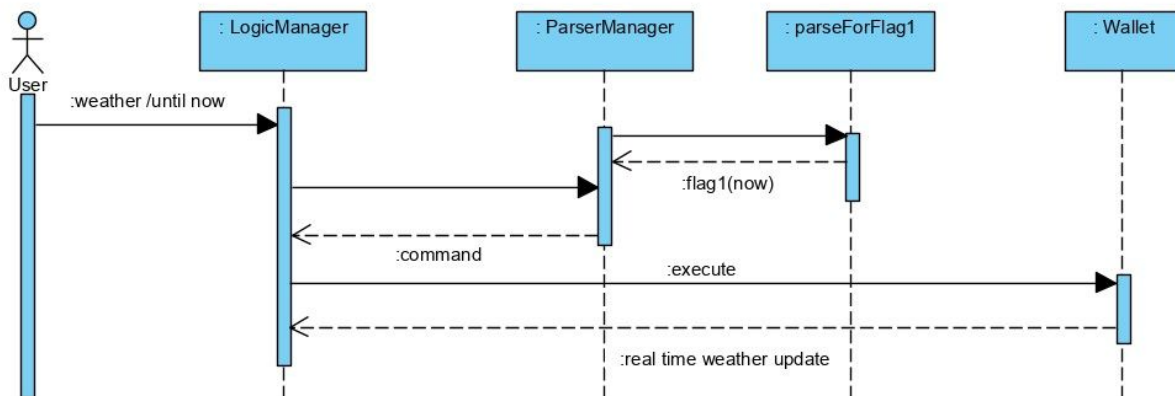 : LogicManager
: ParserManager
: parseForFlag1
: Wallet
User
:weather /until now
:flag1(now)
:command
:execute
:real time weather update